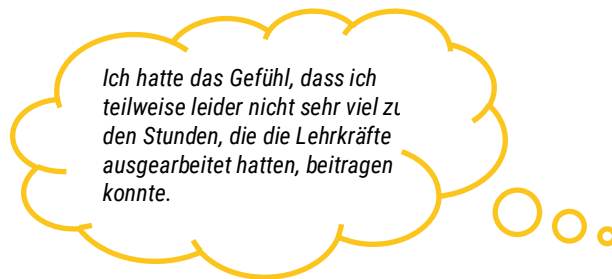 Ich hatte das Gefühl, dass ich
teilweise leider nicht sehr viel zu
den Stunden, die die Lehrkräfte
ausgearbeitet hatten, beitragen
konnte.